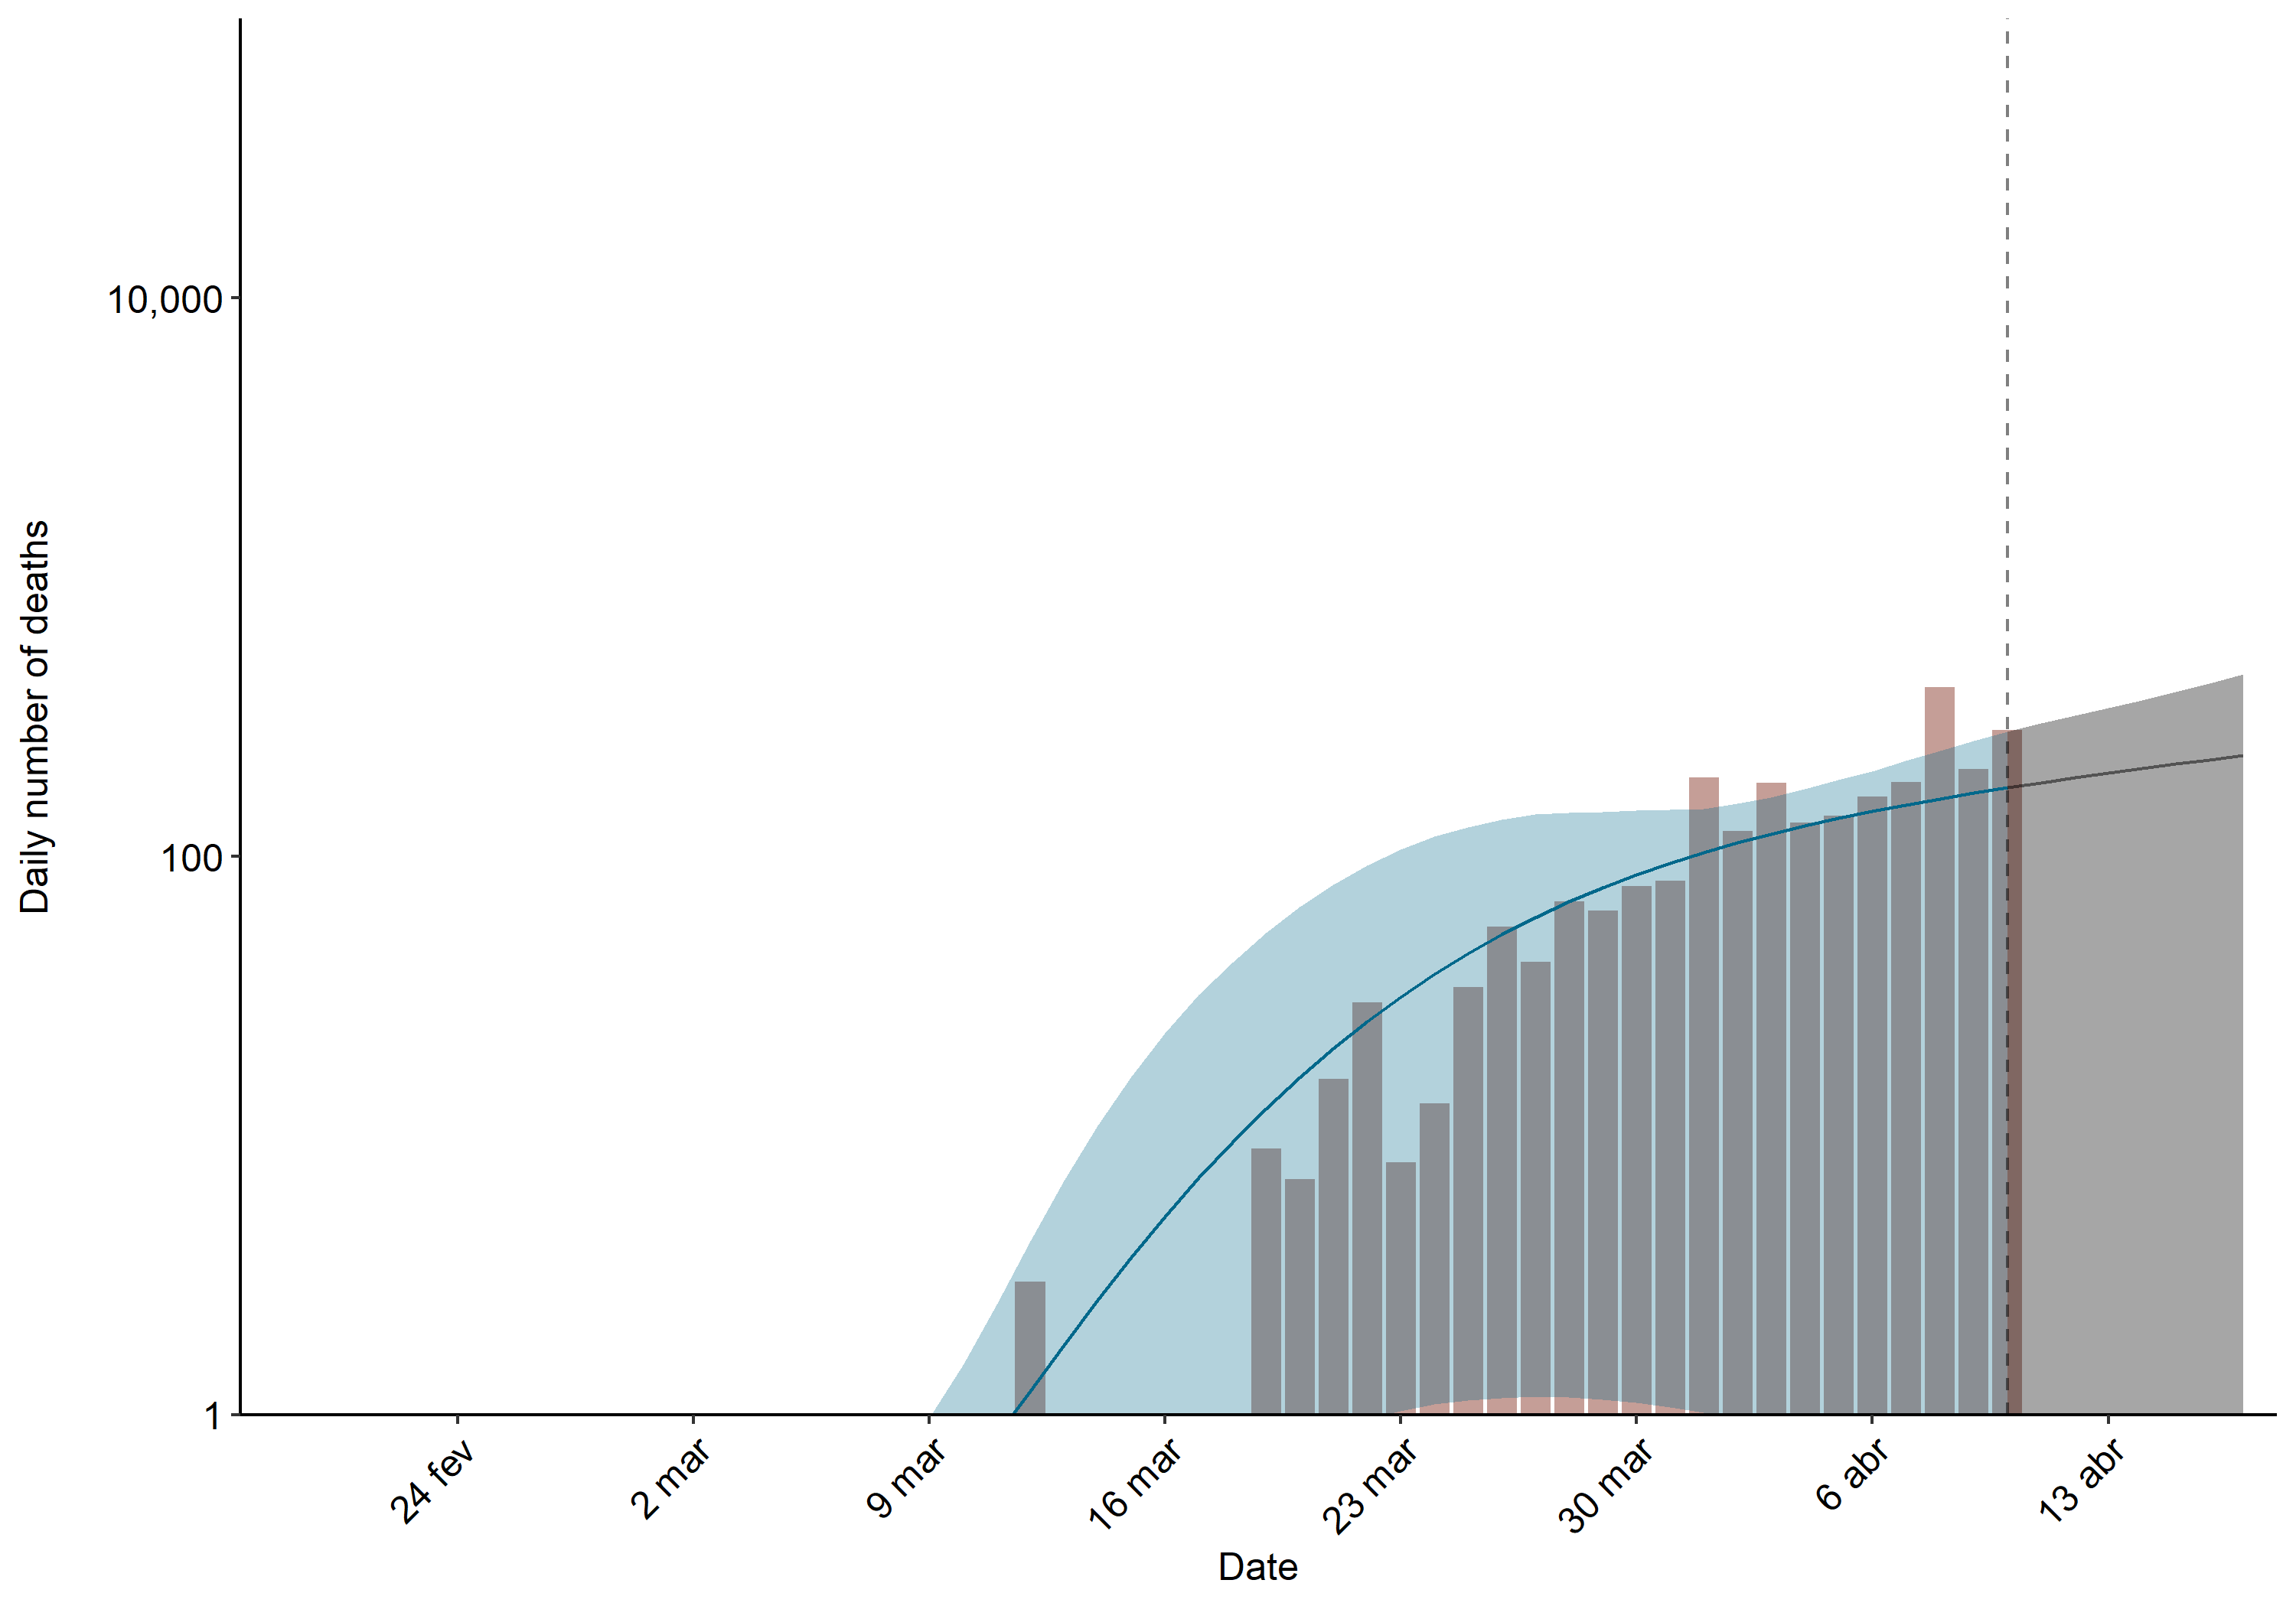 Daily number of deaths
10,000
100
1
24 fev
2 mar
9 mar
16 mar
23 mar
30 mar
6 abr
13 abr
Date